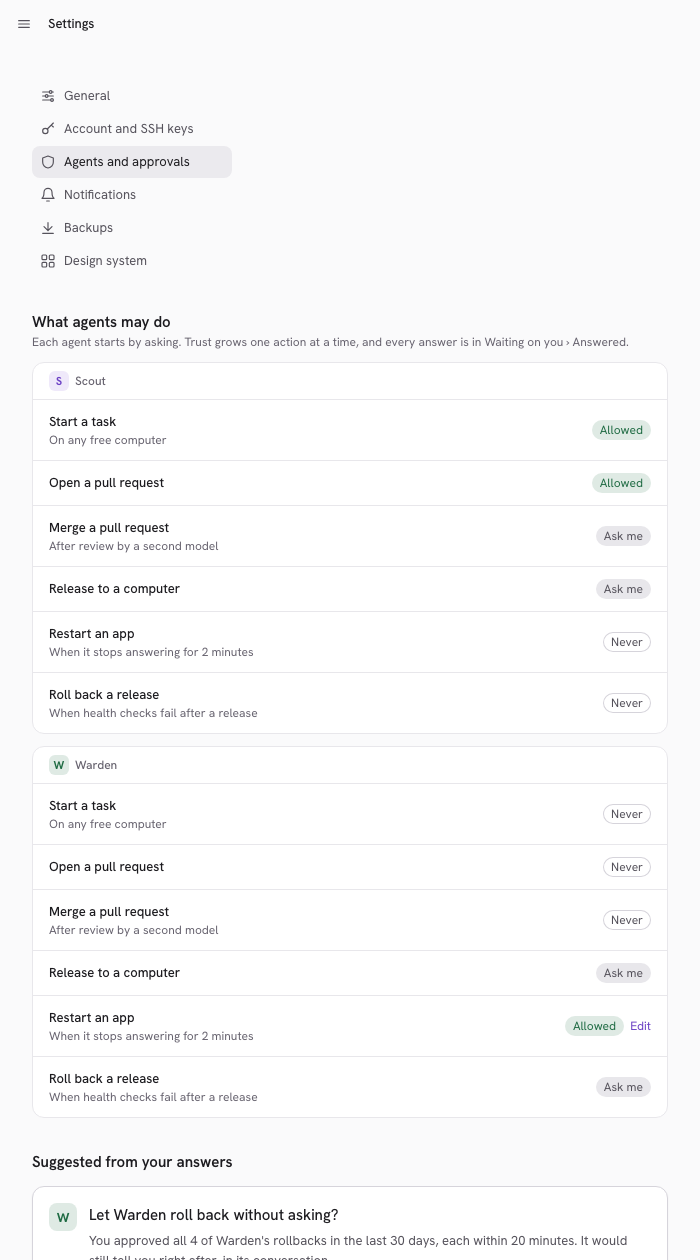 Settings
General
Account and SSH keys
Agents and approvals
Notifications
Backups
Design system
What agents may do
Each agent starts by asking. Trust grows one action at a time, and every answer is in Waiting on you › Answered.
S Scout
Start a task
On any free computer
Allowed
Open a pull request
Allowed
Merge a pull request
After review by a second model
Ask me
Release to a computer
Ask me
Restart an app
When it stops answering for 2 minutes
Never
Roll back a release
When health checks fail after a release
Never
W Warden
Start a task
On any free computer
Never
Open a pull request
Never
Merge a pull request
After review by a second model
Never
Release to a computer
Ask me
Restart an app
When it stops answering for 2 minutes
Allowed Edit
Roll back a release
When health checks fail after a release
Ask me
Suggested from your answers
W
Let Warden roll back without asking?
You approved all 4 of Warden's rollbacks in the last 30 days, each within 20 minutes. It would
still tell you right after, in its conversation.